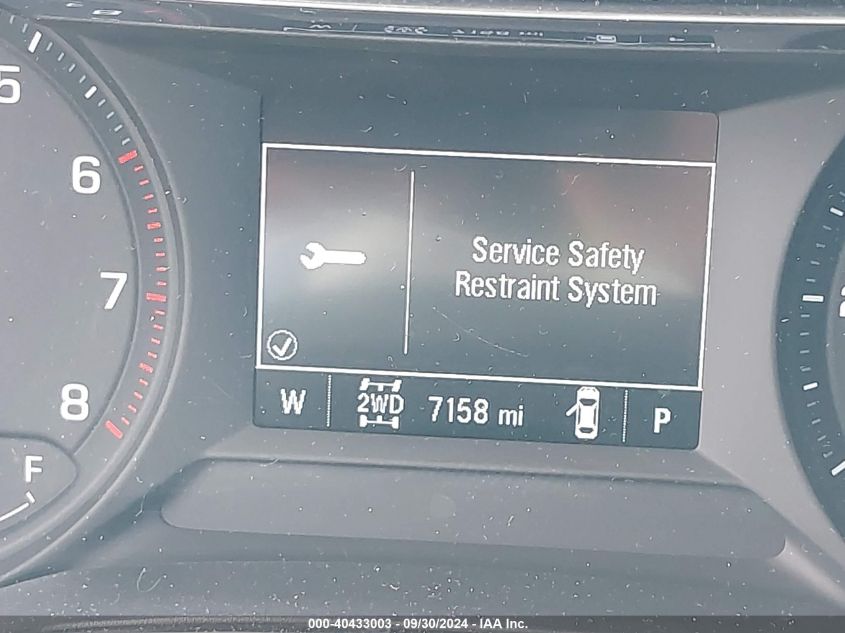 5
6
7
8
F
Service Safety
Restraint System
W 2WD 7158 mi P
000-40433003 - 09/30/2024 - IAA Inc.